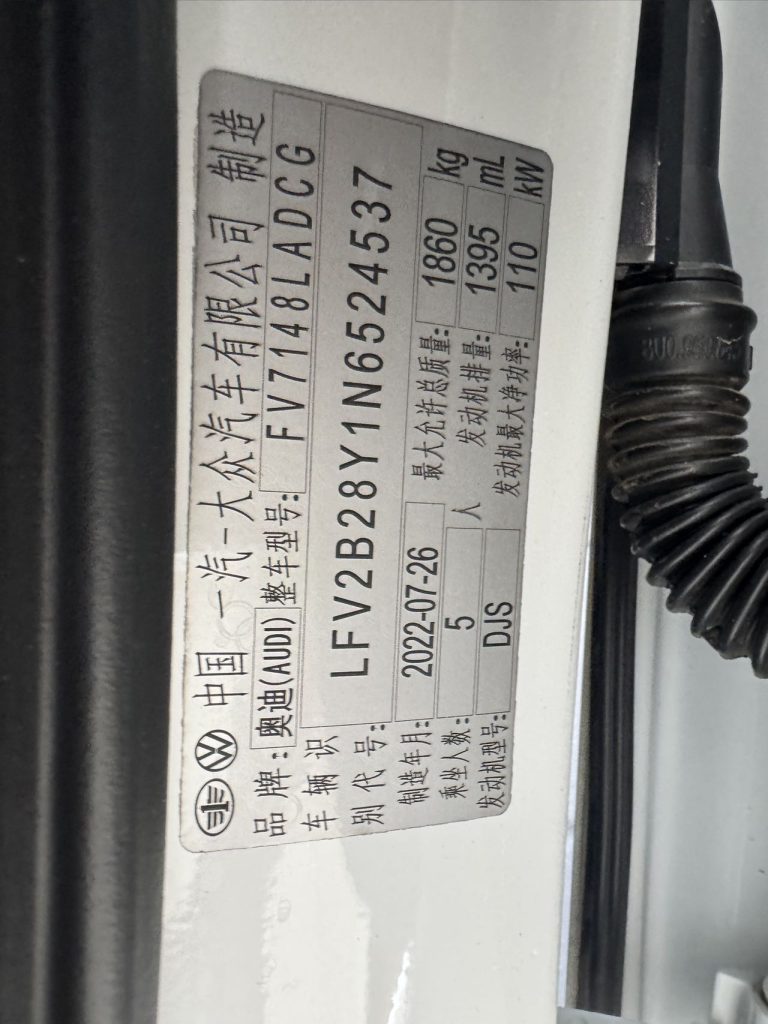 中国 一汽-大众汽车有限公司 制造
品牌: 奥迪(AUDI) 整车型号: FV7148LADCG
车辆识别代号: LFV2B28Y1N6524537
制造年月: 2022-07-26 最大允许总质量: 1860 kg
乘坐人数: 5 人 发动机排量: 1395 mL
发动机型号: DJS 发动机最大净功率: 110 kW